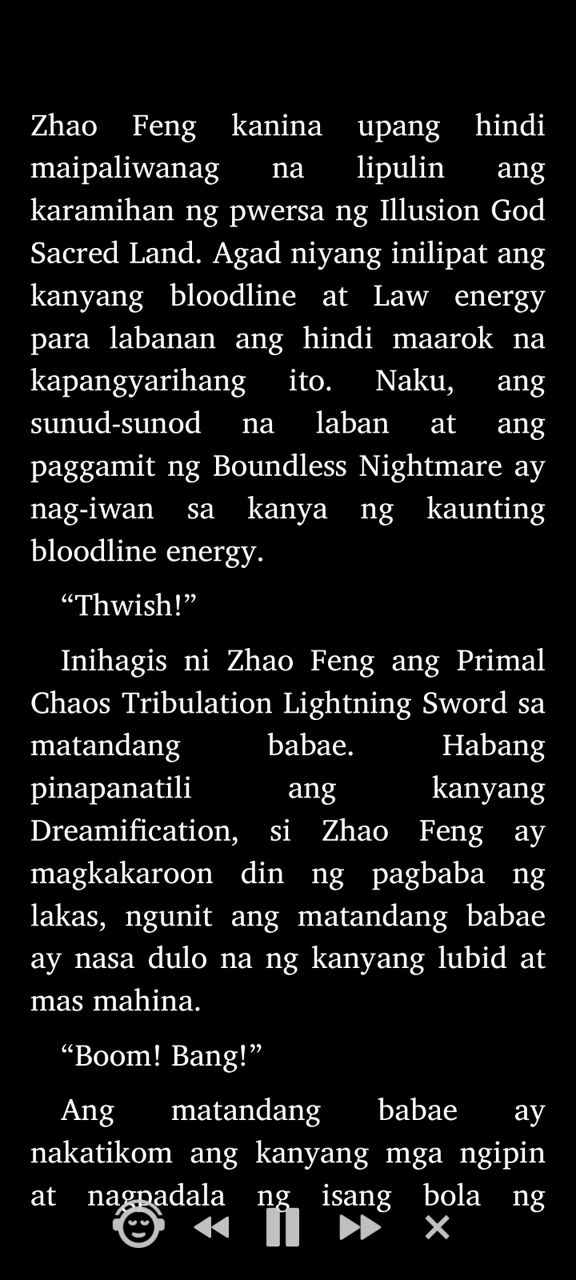 Zhao Feng kanina upang hindi
maipaliwanag na lipulin ang
karamihan ng pwersa ng Illusion God
Sacred Land. Agad niyang inilipat ang
kanyang bloodline at Law energy
para labanan ang hindi maarok na
kapangyarihang ito. Naku, ang
sunud-sunod na laban at ang
paggamit ng Boundless Nightmare ay
nag-iwan sa kanya ng kaunting
bloodline energy.
“Thwish!”
Inihagis ni Zhao Feng ang Primal
Chaos Tribulation Lightning Sword sa
matandang babae. Habang
pinapanatili ang kanyang
Dreamification, si Zhao Feng ay
magkakaroon din ng pagbaba ng
lakas, ngunit ang matandang babae
ay nasa dulo na ng kanyang lubid at
mas mahina.
“Boom! Bang!”
Ang matandang babae ay
nakatikom ang kanyang mga ngipin
at nagpadala ng isang bola ng